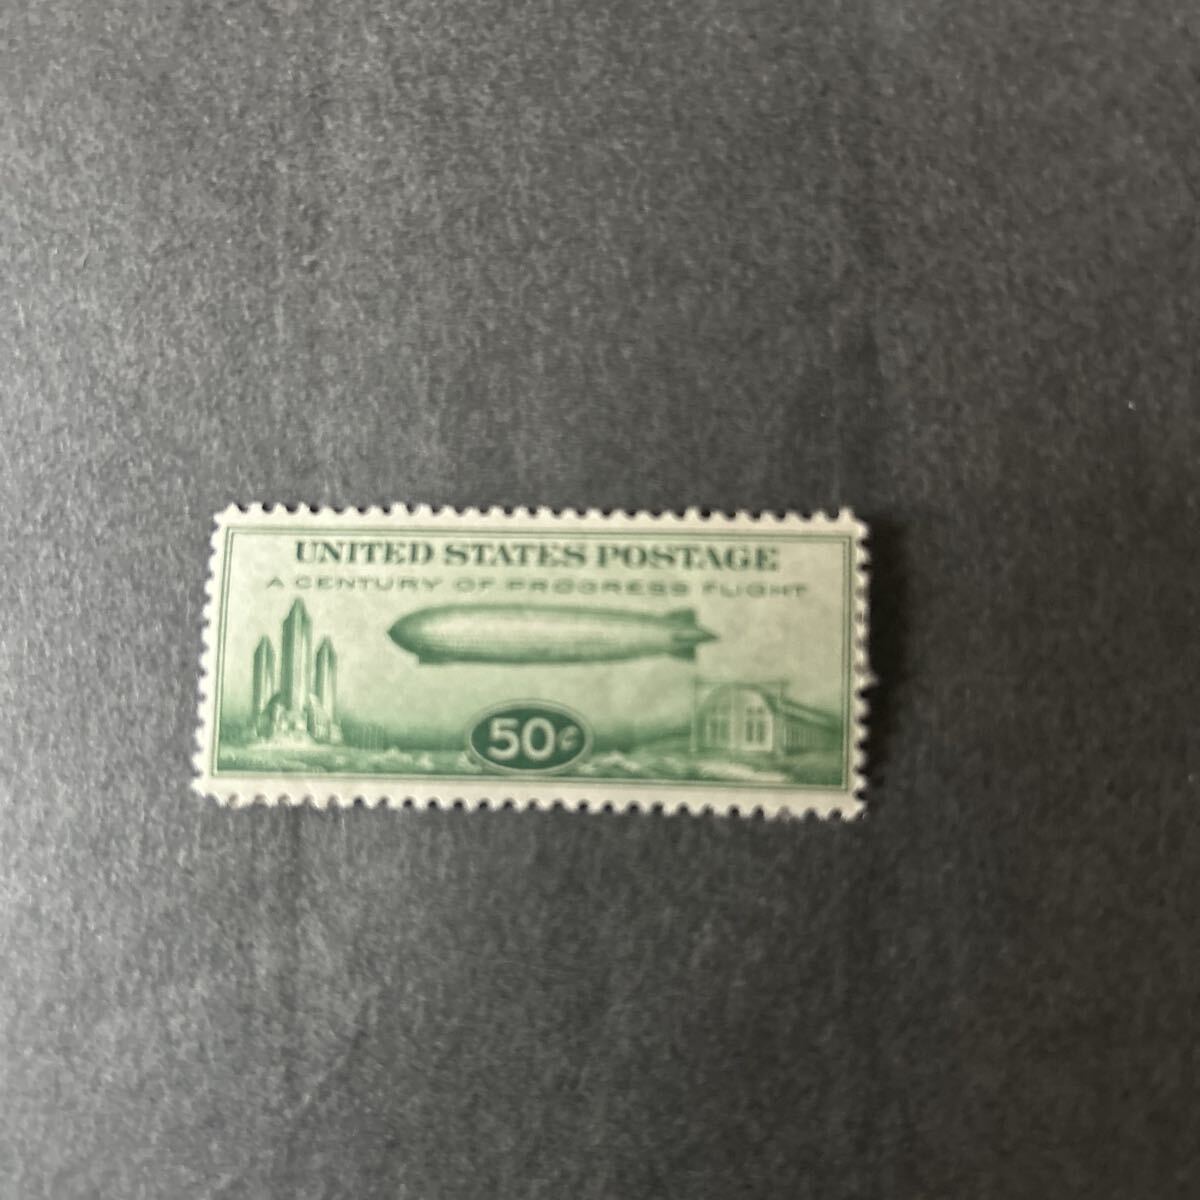 UNITED STATES POSTAGE
A CENTURY OF PROGRESS FLIGHT
50¢